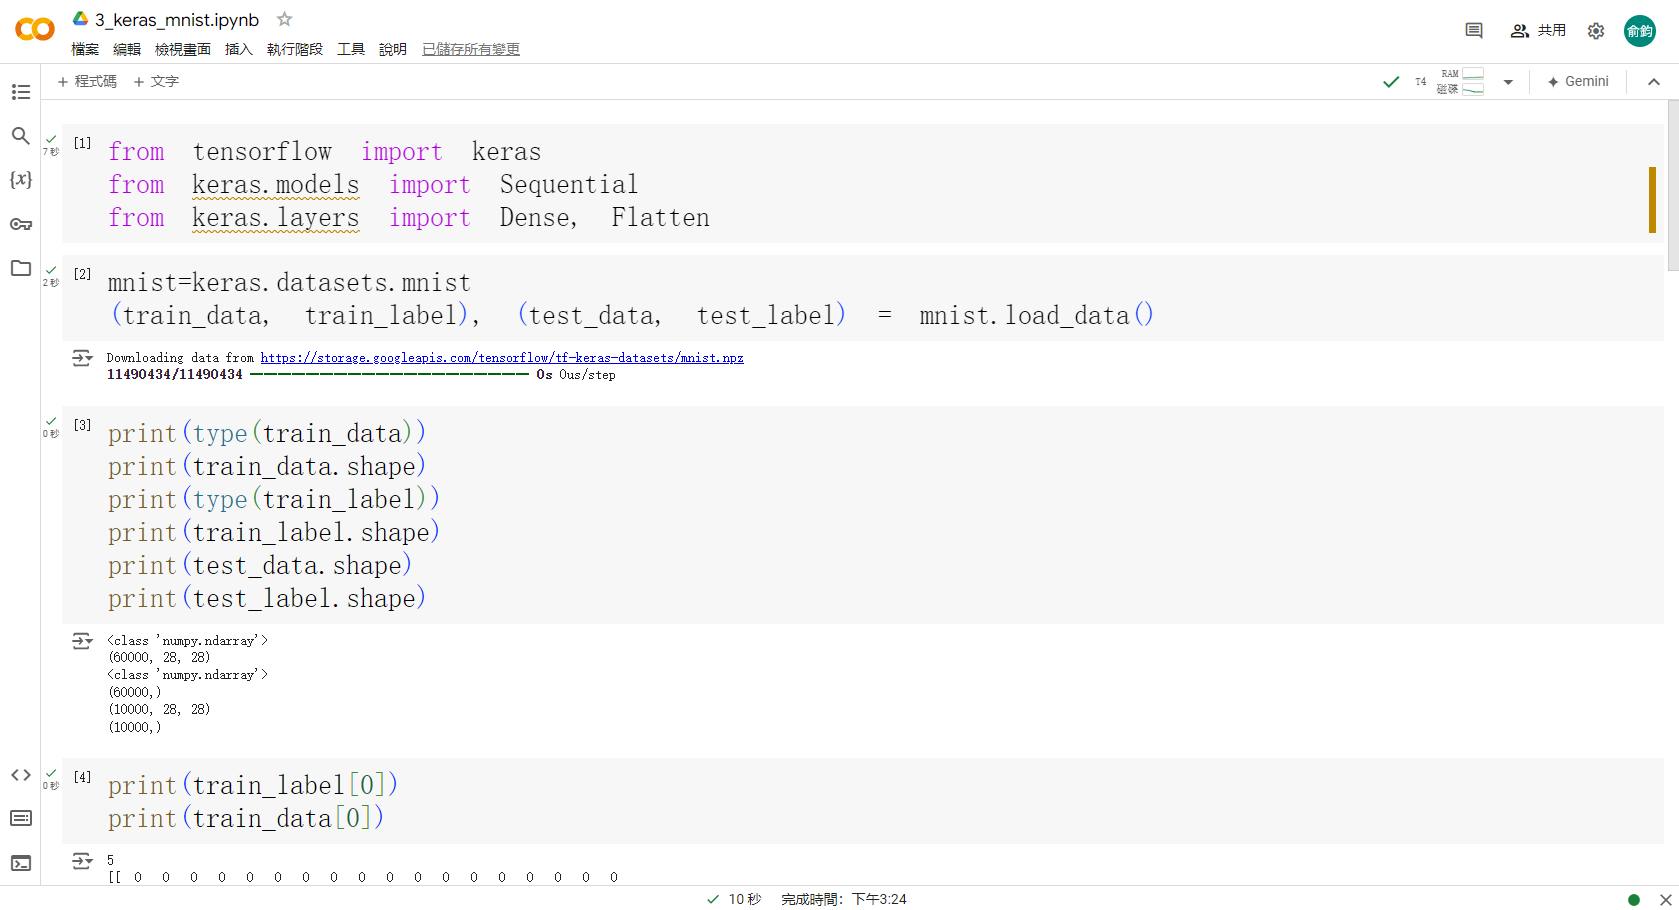 3_keras_mnist.ipynb
檔案 編輯 檢視畫面 插入 執行階段 工具 說明 已儲存所有變更
共用
俞鈞
+ 程式碼 + 文字
T4
RAM
磁碟
Gemini
7 秒
[1]
from tensorflow import keras
from keras.models import Sequential
from keras.layers import Dense, Flatten
2 秒
[2]
mnist=keras.datasets.mnist
(train_data, train_label), (test_data, test_label) = mnist.load_data()
Downloading data from https://storage.googleapis.com/tensorflow/tf-keras-datasets/mnist.npz
11490434/11490434 0s 0us/step
0 秒
[3]
print(type(train_data))
print(train_data.shape)
print(type(train_label))
print(train_label.shape)
print(test_data.shape)
print(test_label.shape)
<class 'numpy.ndarray'>
(60000, 28, 28)
<class 'numpy.ndarray'>
(60000,)
(10000, 28, 28)
(10000,)
0 秒
[4]
print(train_label[0])
print(train_data[0])
5
[[ 0 0 0 0 0 0 0 0 0 0 0 0 0 0 0 0 0 0
10 秒 完成時間: 下午3:24